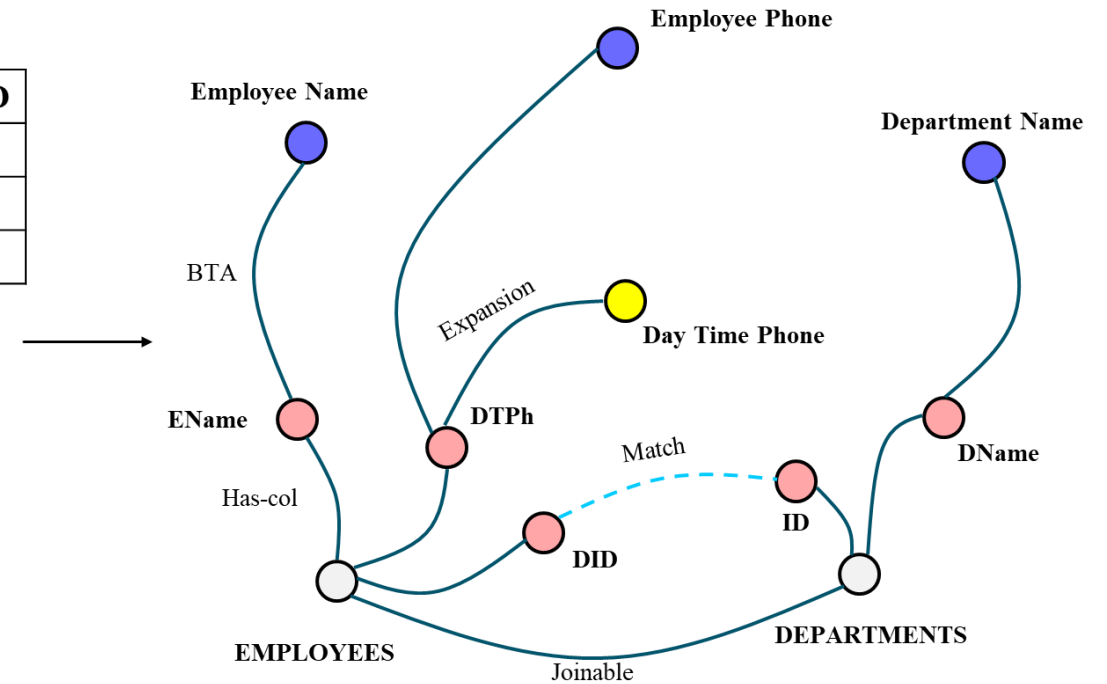 Employee Phone
Employee Name
D
Department Name
BTA
Expansion
Day Time Phone
EName
DTPh
Match
DName
Has-col
ID
DID
EMPLOYEES
DEPARTMENTS
Joinable